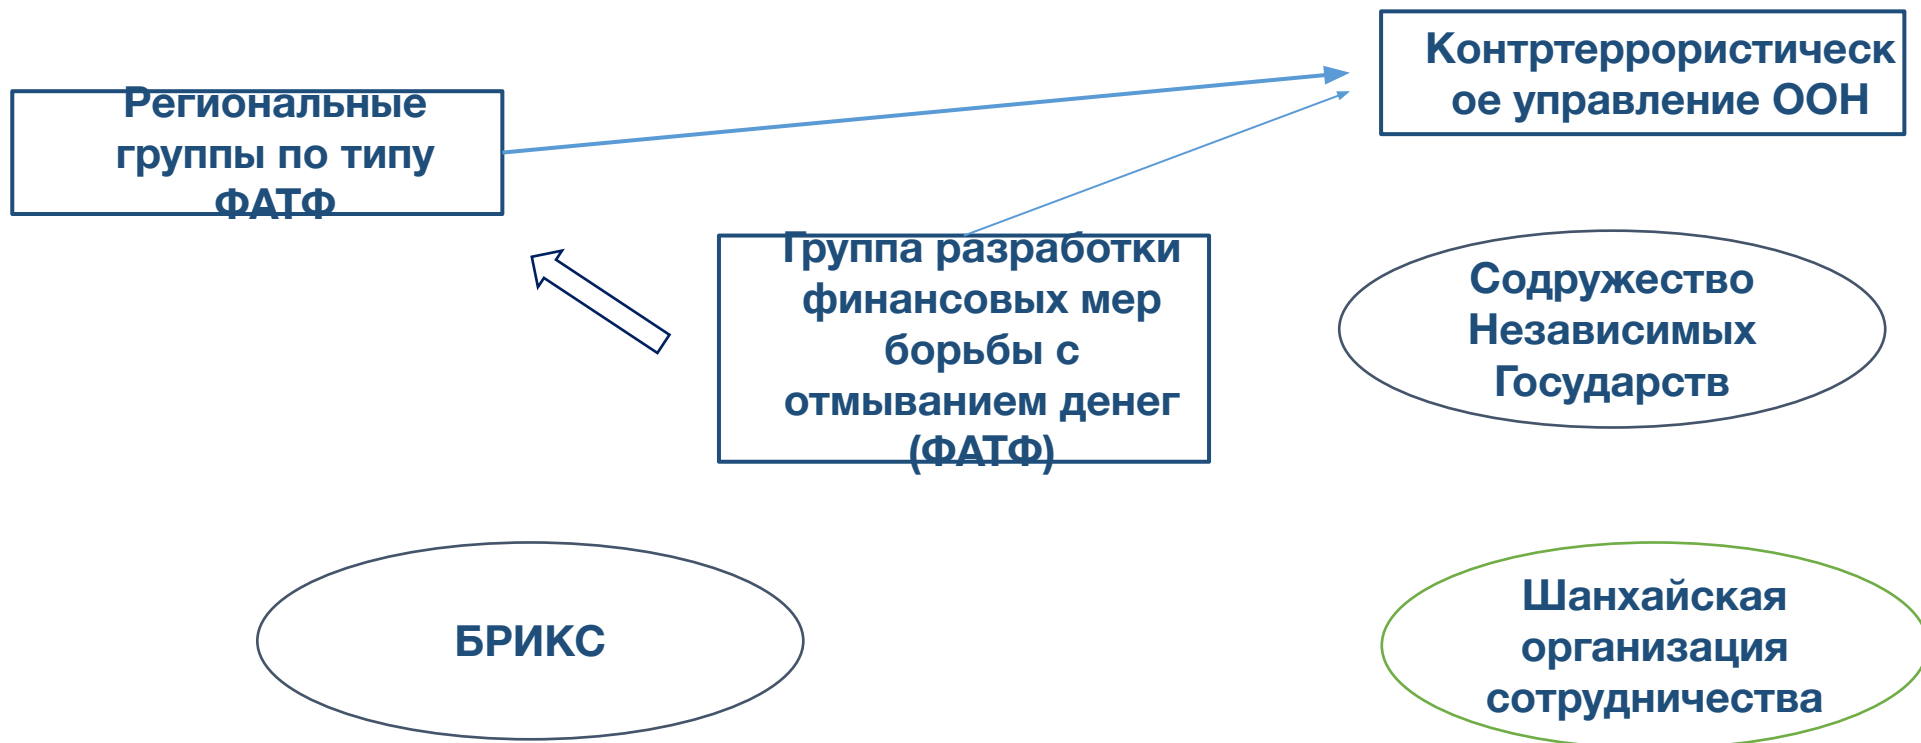 Контртеррористическ
ое управление ООН
Региональные
группы по типу
ФАТФ
Группа разработки
финансовых мер
борьбы с
отмыванием денег
(ФАТФ)
Содружество
Независимых
Государств
БРИКС
Шанхайская
организация
сотрудничества